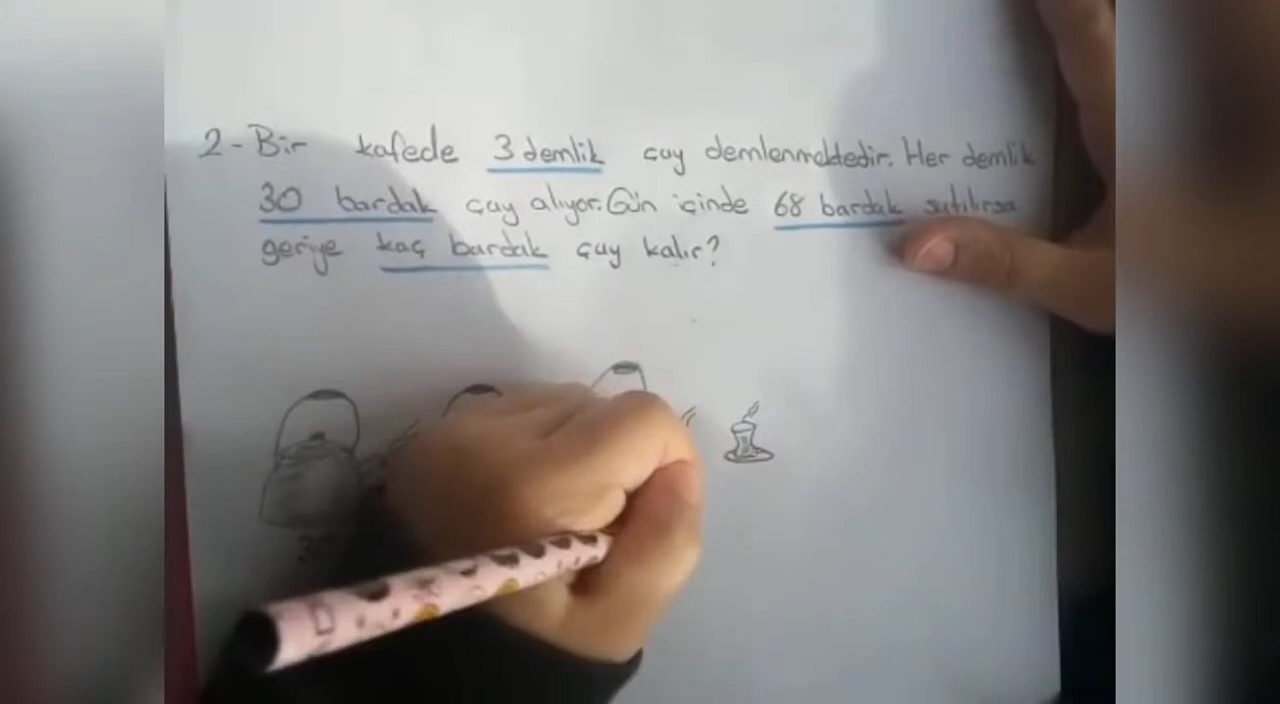 2- Bir kafede 3 demlik çay demlenmektedir. Her demlik
30 bardak çay alıyor. Gün içinde 68 bardak satılırsa
geriye kaç bardak çay kalır?